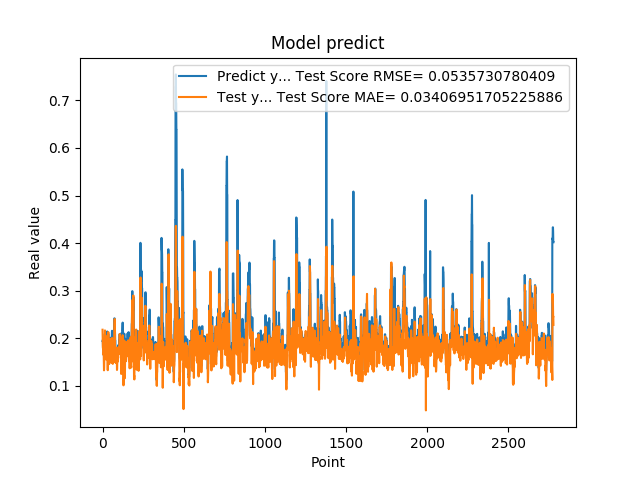 Model predict
Predict y... Test Score RMSE= 0.0535730780409
Test y... Test Score MAE= 0.03406951705225886
0.7
0.6
0.5
0.4
0.3
0.2
0.1
Real value
0 500 1000 1500 2000 2500
Point